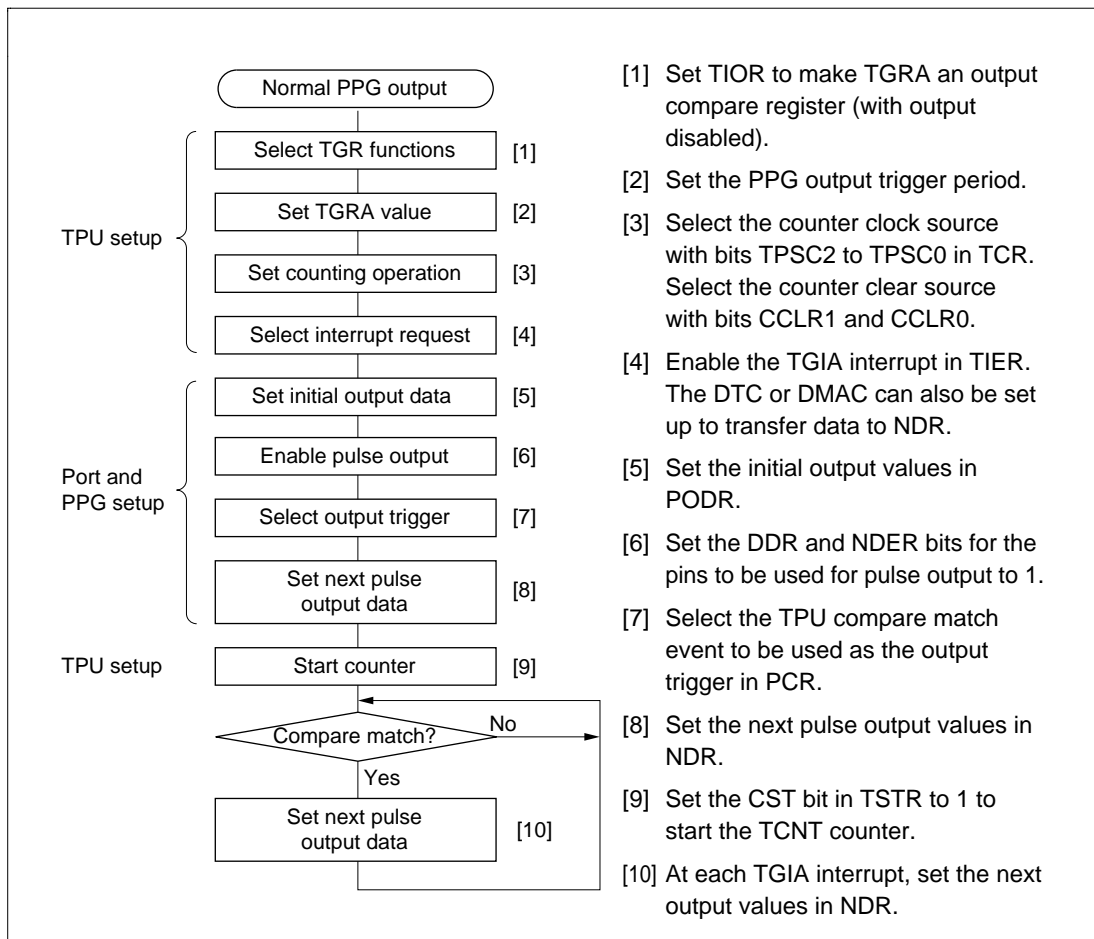 Normal PPG output
TPU setup
Select TGR functions [1]
Set TGRA value [2]
Set counting operation [3]
Select interrupt request [4]
Port and
PPG setup
Set initial output data [5]
Enable pulse output [6]
Select output trigger [7]
Set next pulse
output data [8]
TPU setup
Start counter [9]
Compare match?
No
Yes
Set next pulse
output data [10]
[1] Set TIOR to make TGRA an output
compare register (with output
disabled).
[2] Set the PPG output trigger period.
[3] Select the counter clock source
with bits TPSC2 to TPSC0 in TCR.
Select the counter clear source
with bits CCLR1 and CCLR0.
[4] Enable the TGIA interrupt in TIER.
The DTC or DMAC can also be set
up to transfer data to NDR.
[5] Set the initial output values in
PODR.
[6] Set the DDR and NDER bits for the
pins to be used for pulse output to 1.
[7] Select the TPU compare match
event to be used as the output
trigger in PCR.
[8] Set the next pulse output values in
NDR.
[9] Set the CST bit in TSTR to 1 to
start the TCNT counter.
[10] At each TGIA interrupt, set the next
output values in NDR.